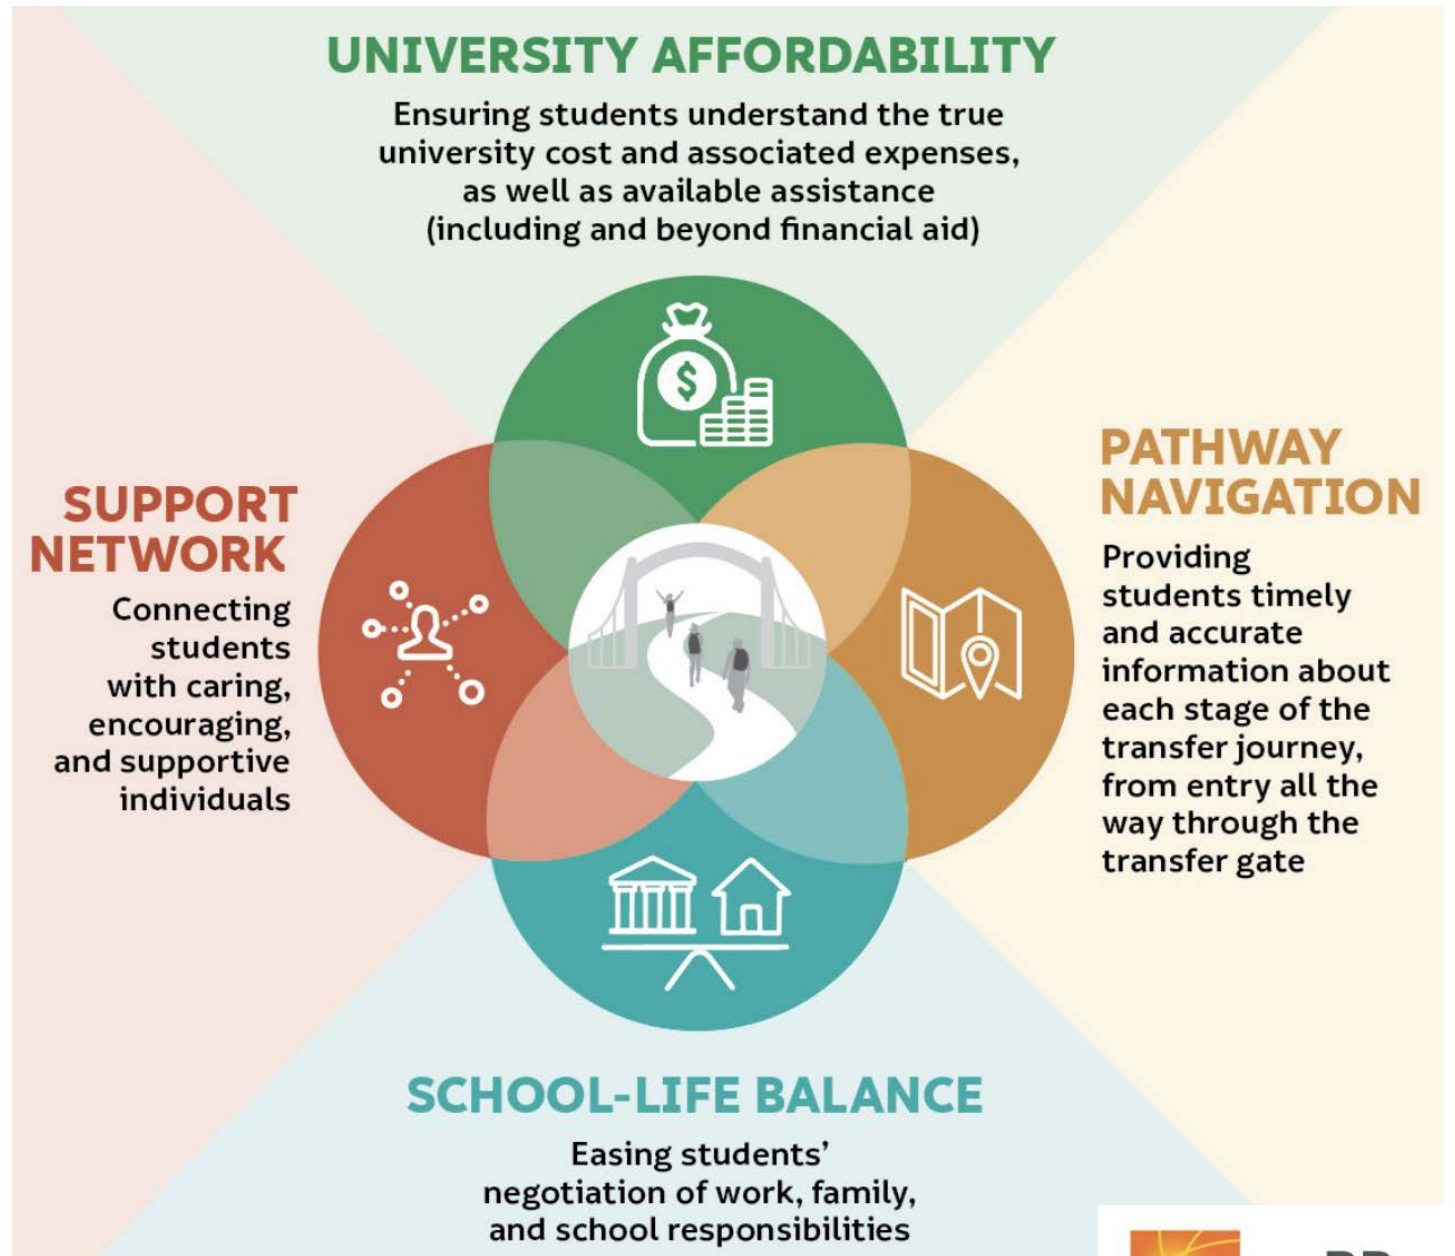 UNIVERSITY AFFORDABILITY
Ensuring students understand the true
university cost and associated expenses,
as well as available assistance
(including and beyond financial aid)
$
SUPPORT
NETWORK
Connecting
students
with caring,
encouraging,
and supportive
individuals
PATHWAY
NAVIGATION
Providing
students timely
and accurate
information about
each stage of the
transfer journey,
from entry all the
way through the
transfer gate
SCHOOL-LIFE BALANCE
Easing students’
negotiation of work, family,
and school responsibilities